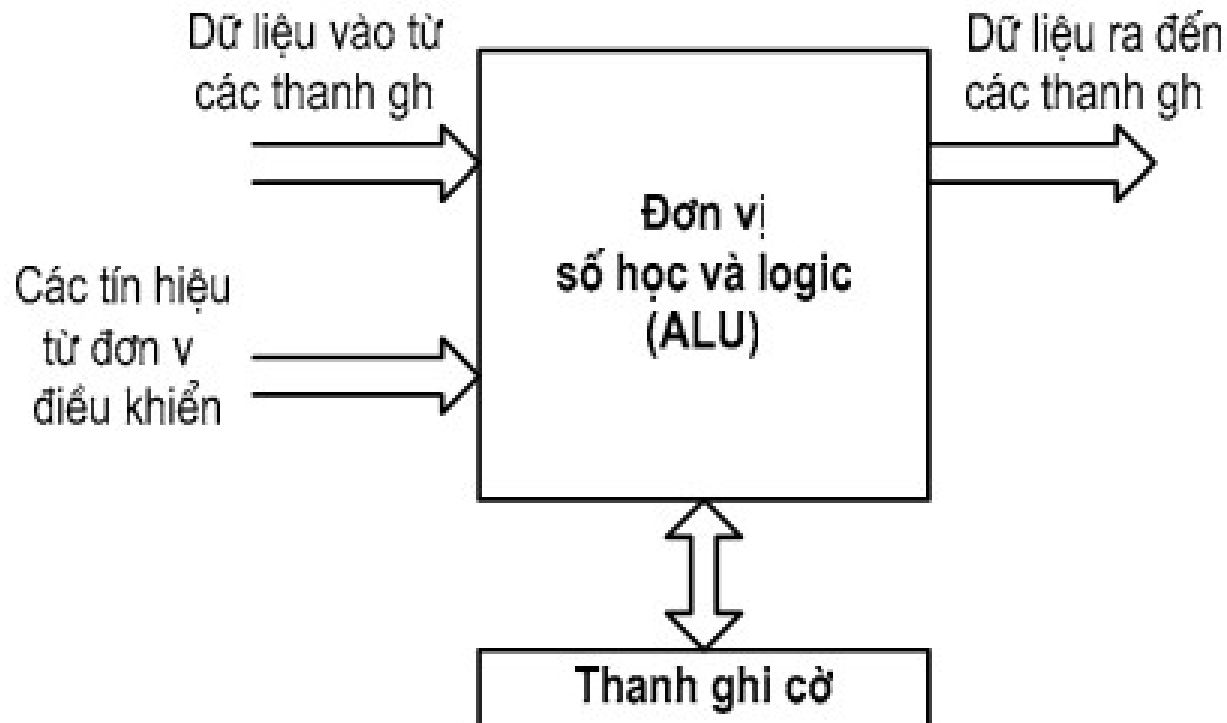 Dữ liệu vào từ
các thanh gh
Dữ liệu ra đến
các thanh gh
Đơn vị
số học và logic
(ALU)
Các tín hiệu
từ đơn v
điều khiển
Thanh ghi cờ